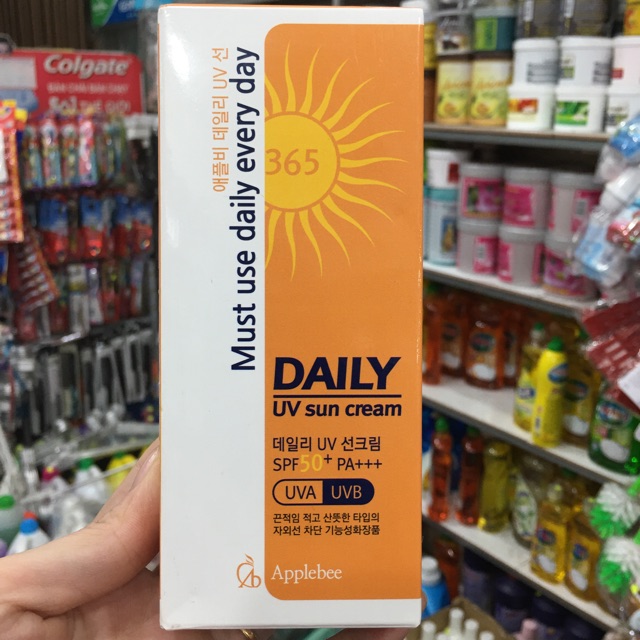 Colgate
애플비 데일리 UV 선
Must use daily every day
365
DAILY
UV sun cream
데일리 UV 선크림
SPF50+ PA+++
UVA UVB
끈적임 적고 산뜻한 타입의
자외선 차단 기능성화장품
Applebee